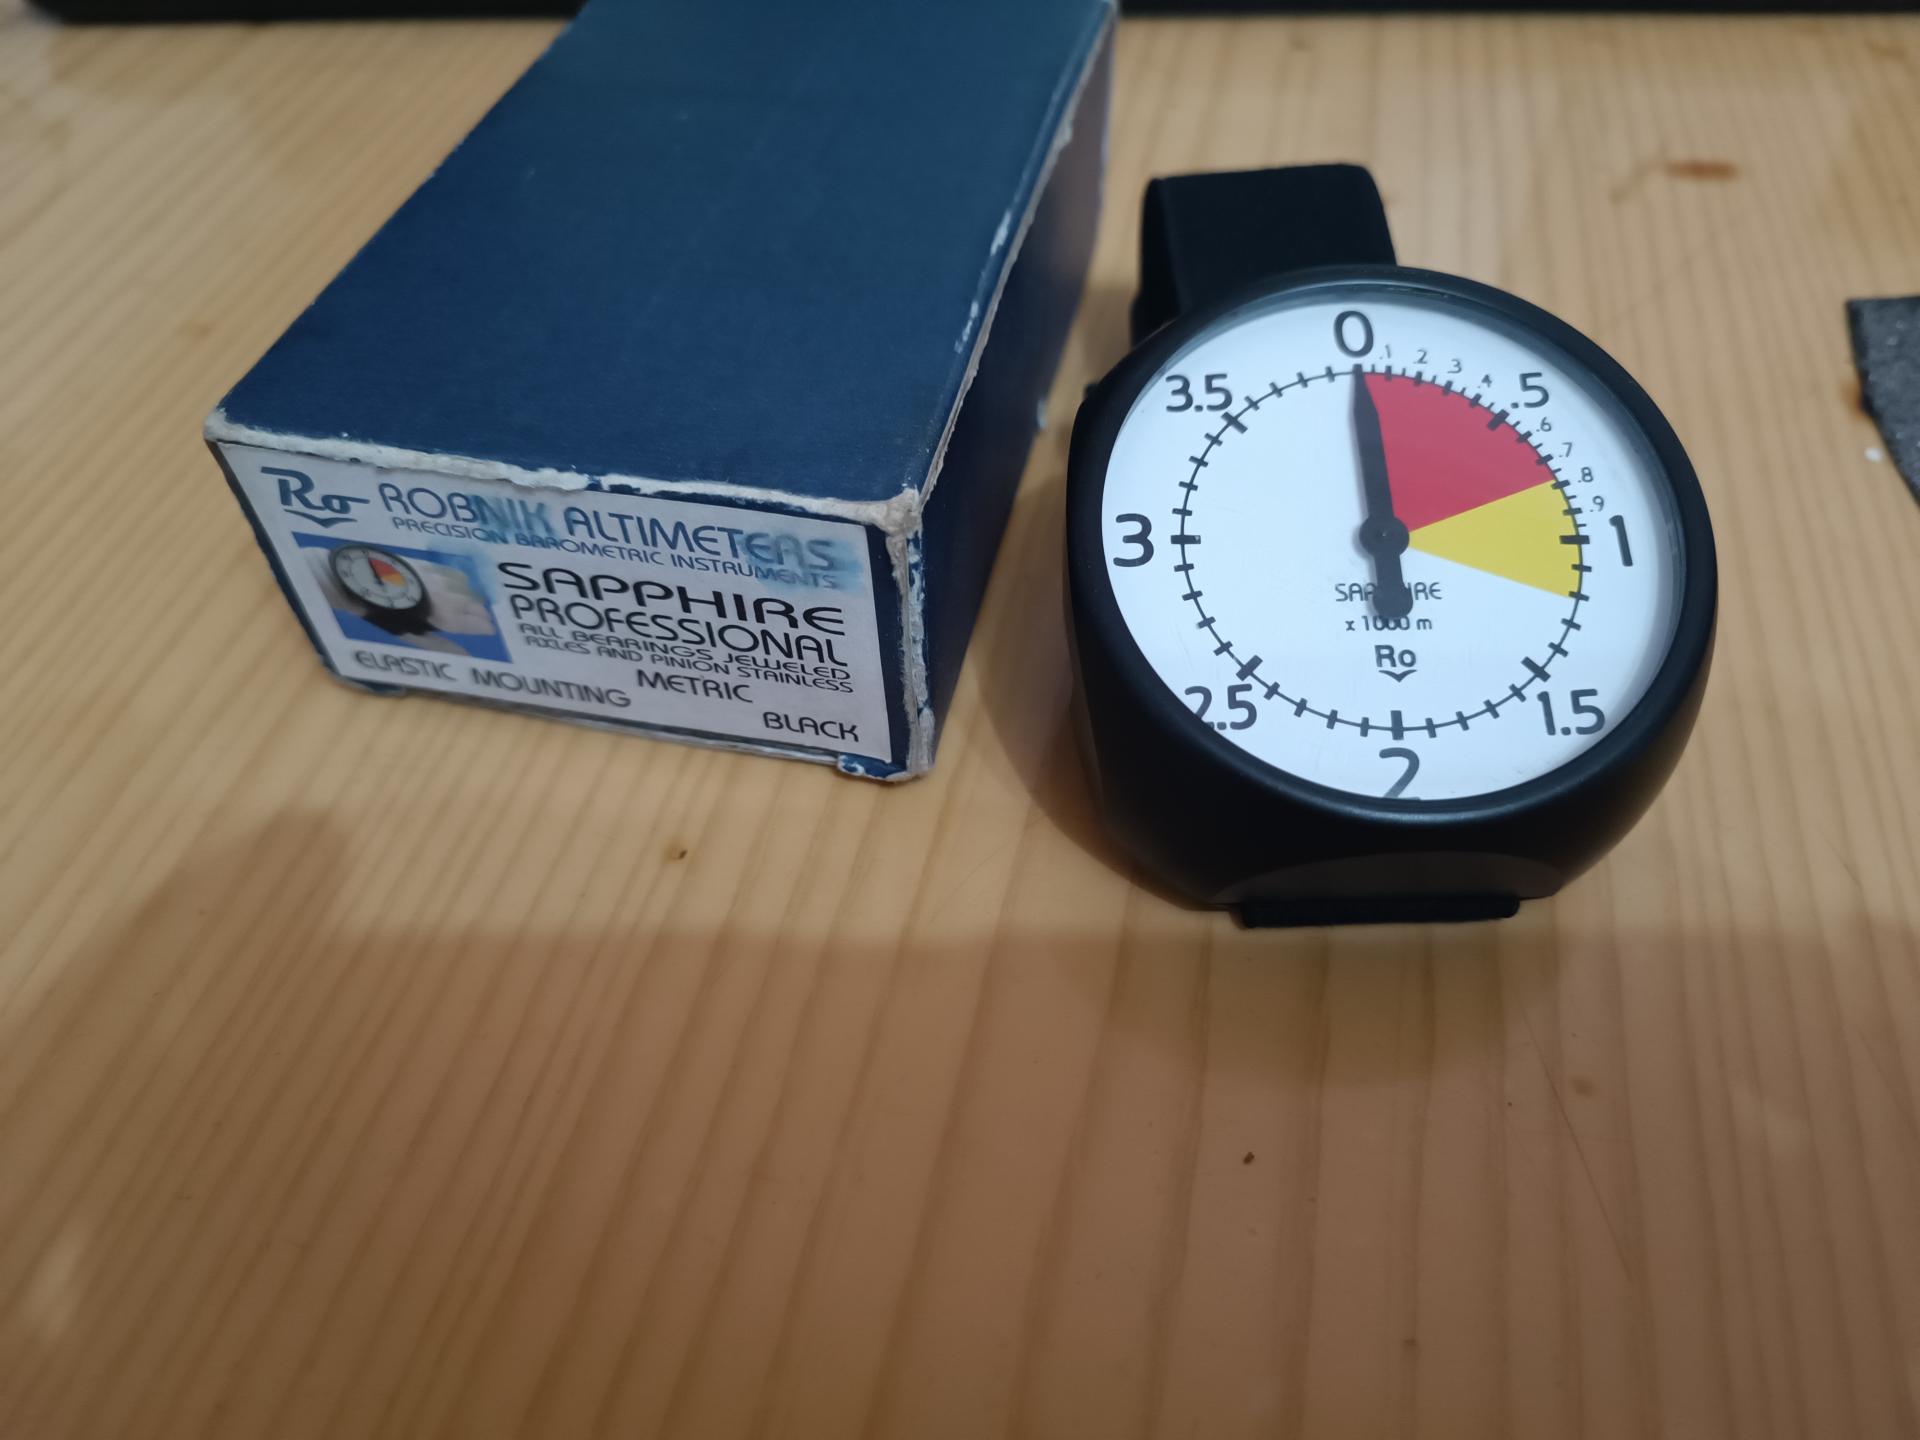 Ro ROBNIK ALTIMETERS
PRECISION BAROMETRIC INSTRUMENTS
SAPPHIRE
PROFESSIONAL
ALL BEARINGS JEWELED
AXLES AND PINION STAINLESS
ELASTIC MOUNTING METRIC
BLACK
0
.1 .2 .3 .4
3.5 .5
.6
.7
.8
.9
3 1
SAPPHIRE
x 1000 m
Ro
2.5 1.5
2